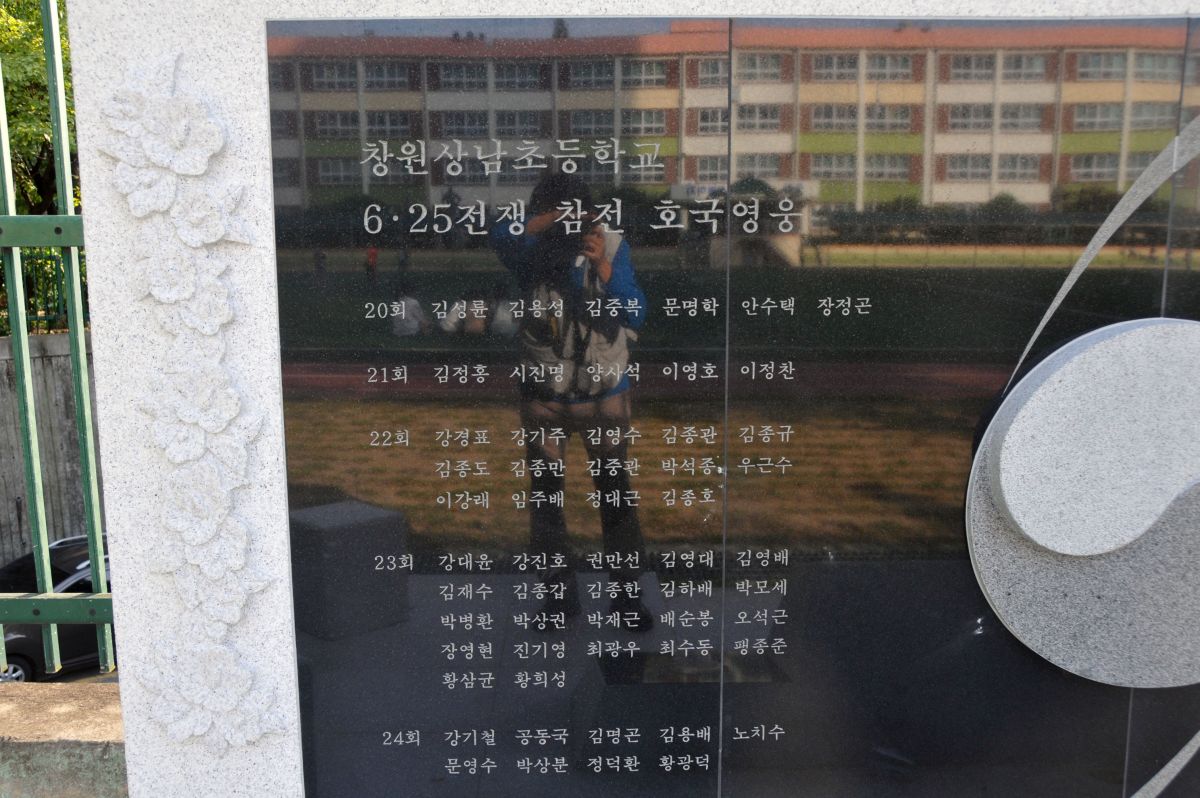 창원상남초등학교
6·25전쟁 참전 호국영웅
20회 김성륜 김용성 김중복 문명학 안수택 장정곤
21회 김정홍 시진명 양사석 이영호 이정찬
22회 강경표 강기주 김영수 김종관 김종규
김종도 김종만 김중관 박석종 우근수
이강래 임주배 정대근 김종호
23회 강대윤 강진호 권만선 김영대 김영배
김재수 김종갑 김종한 김하배 박모세
박병환 박상권 박재근 배순봉 오석근
장영현 진기영 최광우 최수동 팽종준
황삼균 황희성
24회 강기철 공동국 김명곤 김용배 노치수
문영수 박상분 정덕환 황광덕